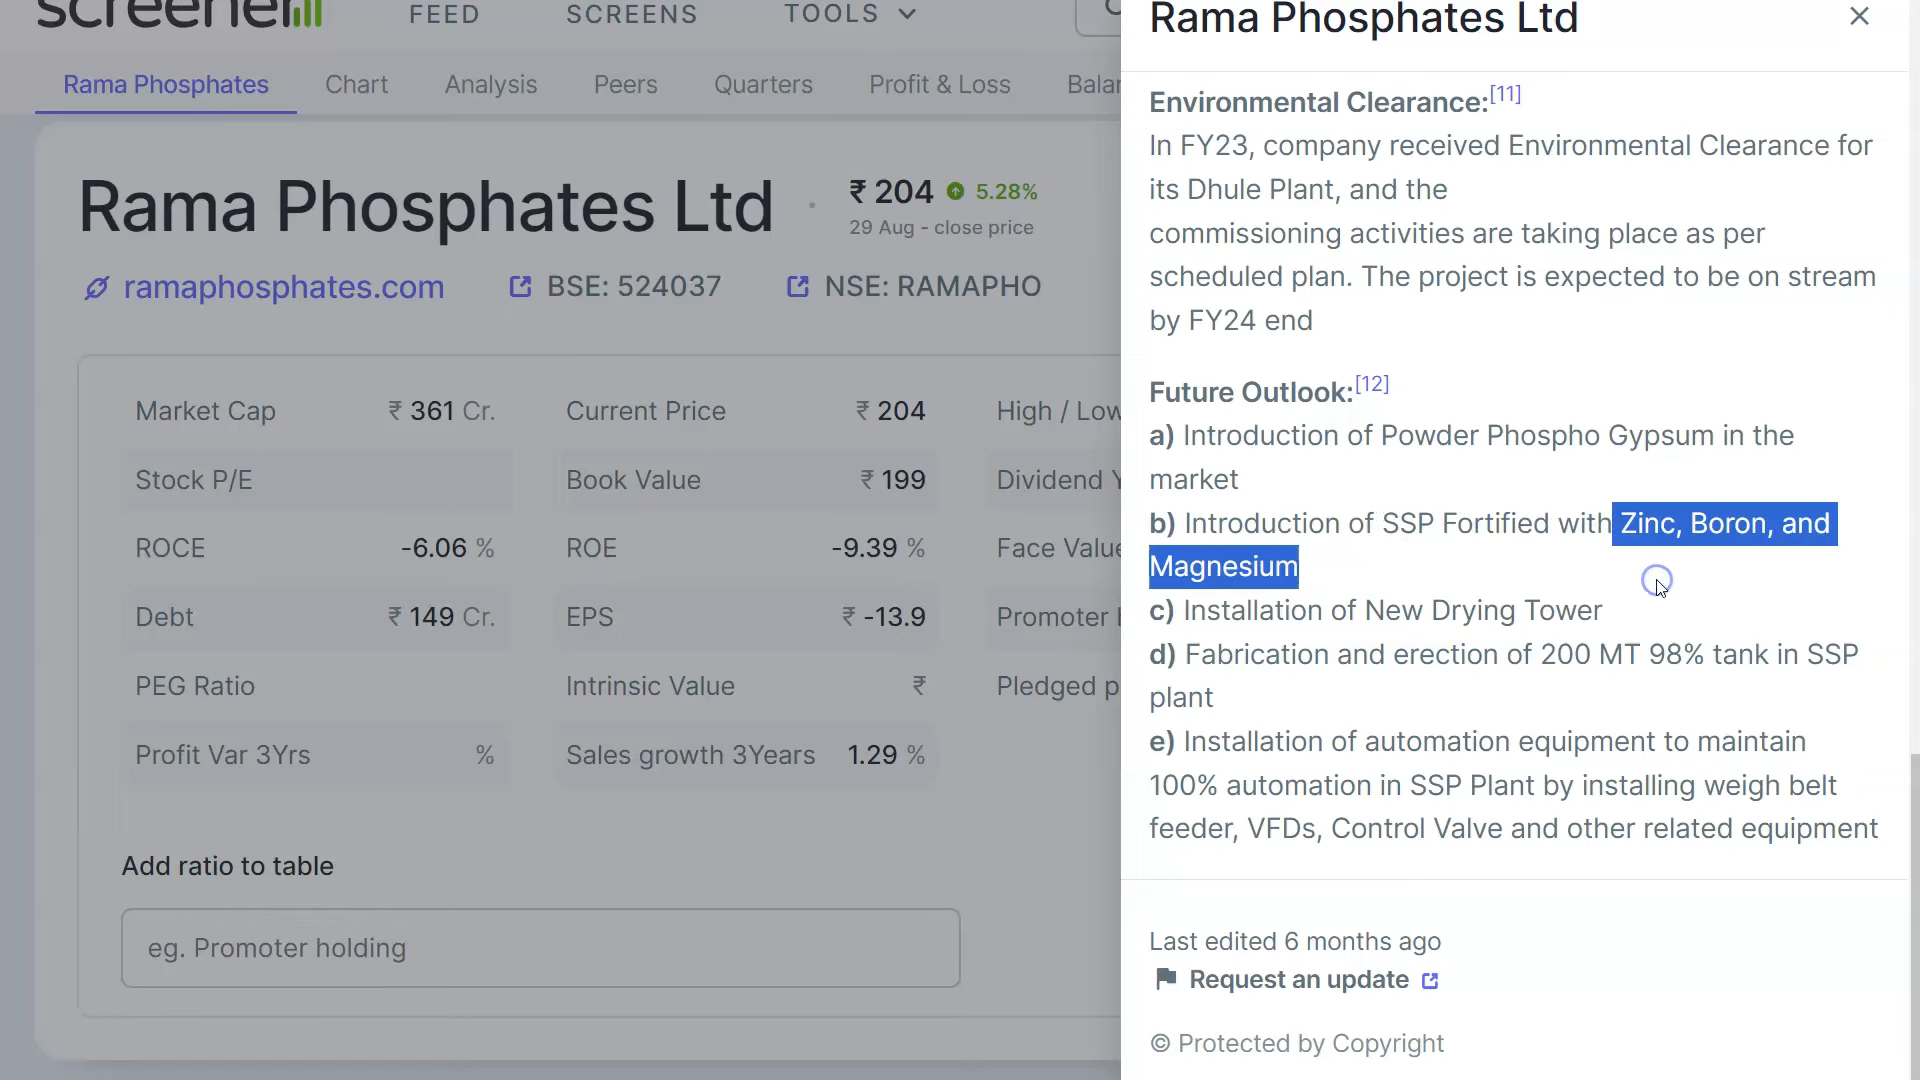 screener
FEED
SCREENS
TOOLS
Rama Phosphates
Chart
Analysis
Peers
Quarters
Profit & Loss
Rama Phosphates Ltd
₹ 204
5.28%
29 Aug - close price
ramaphosphates.com
BSE: 524037
NSE: RAMAPHO
Market Cap
₹ 361 Cr.
Current Price
₹ 204
High / Low
Stock P/E
Book Value
₹ 199
Dividend
ROCE
-6.06 %
ROE
-9.39 %
Face Value
Debt
₹ 149 Cr.
EPS
₹ -13.9
Promoter
PEG Ratio
Intrinsic Value
₹
Pledged
Profit Var 3Yrs
%
Sales growth 3Years
1.29 %
Add ratio to table
eg. Promoter holding
Rama Phosphates Ltd
Environmental Clearance:[11]
In FY23, company received Environmental Clearance for
its Dhule Plant, and the
commissioning activities are taking place as per
scheduled plan. The project is expected to be on stream
by FY24 end
Future Outlook:[12]
a) Introduction of Powder Phospho Gypsum in the
market
b) Introduction of SSP Fortified with Zinc, Boron, and
Magnesium
c) Installation of New Drying Tower
d) Fabrication and erection of 200 MT 98% tank in SSP
plant
e) Installation of automation equipment to maintain
100% automation in SSP Plant by installing weigh belt
feeder, VFDs, Control Valve and other related equipment
Last edited 6 months ago
Request an update
© Protected by Copyright